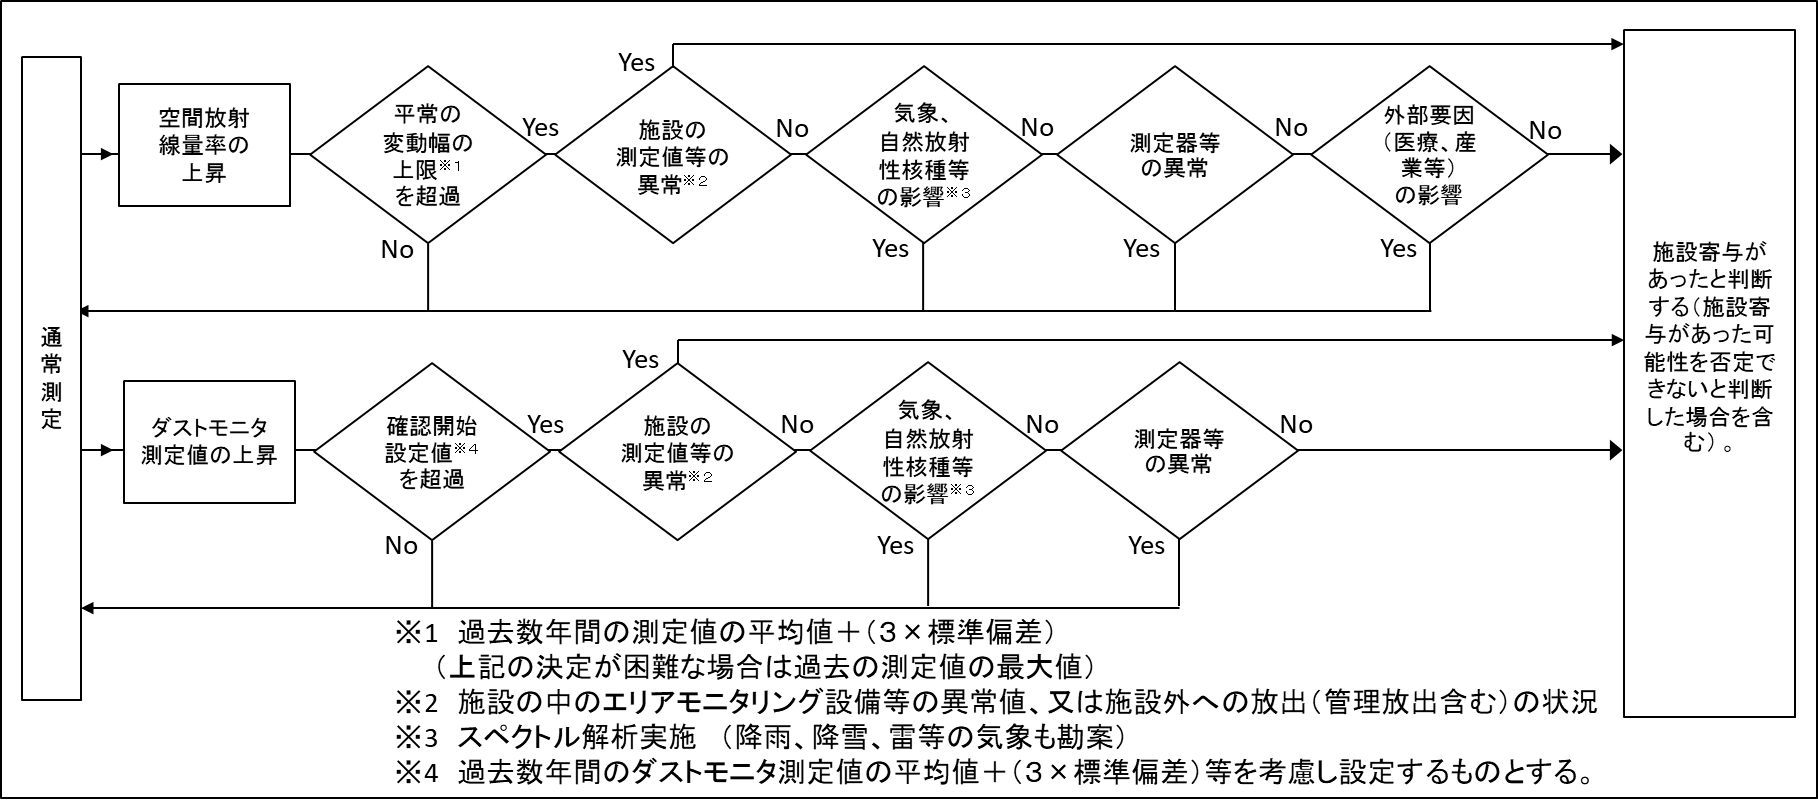 通
常
測
定
空間放射
線量率の
上昇
平常の
変動幅の
上限※1
を超過
Yes
No
施設の
測定値等の
異常※2
Yes
No
気象、
自然放射
性核種等
の影響※3
No
Yes
測定器等
の異常
No
Yes
外部要因
（医療、産
業等）
の影響
No
Yes
ダストモニタ
測定値の上昇
確認開始
設定値※4
を超過
Yes
No
施設の
測定値等の
異常※2
Yes
No
気象、
自然放射
性核種等
の影響※3
No
Yes
測定器等
の異常
No
Yes
施設寄与が
あったと判断
する（施設寄
与があった可
能性を否定で
きないと判断
した場合を含
む）。
※1　過去数年間の測定値の平均値＋（３×標準偏差）
（上記の決定が困難な場合は過去の測定値の最大値）
※2　施設の中のエリアモニタリング設備等の異常値、又は施設外への放出（管理放出含む）の状況
※3　スペクトル解析実施　（降雨、降雪、雷等の気象も勘案）
※4　過去数年間のダストモニタ測定値の平均値＋（３×標準偏差）等を考慮し設定するものとする。